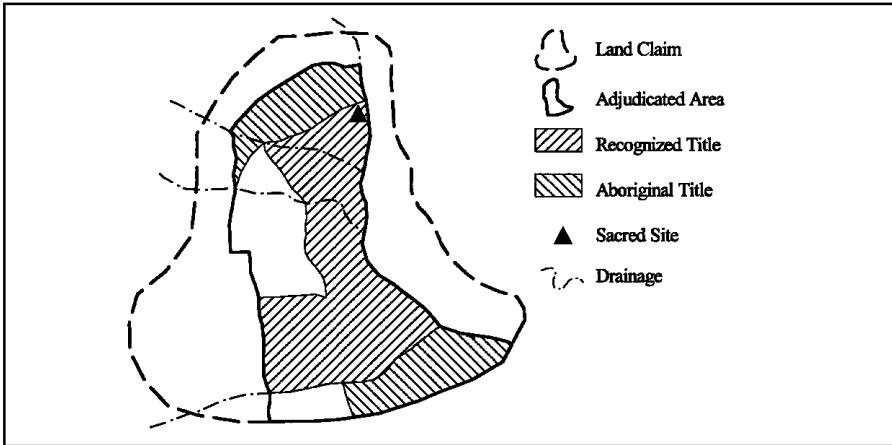 Land Claim
Adjudicated Area
Recognized Title
Aboriginal Title
Sacred Site
Drainage